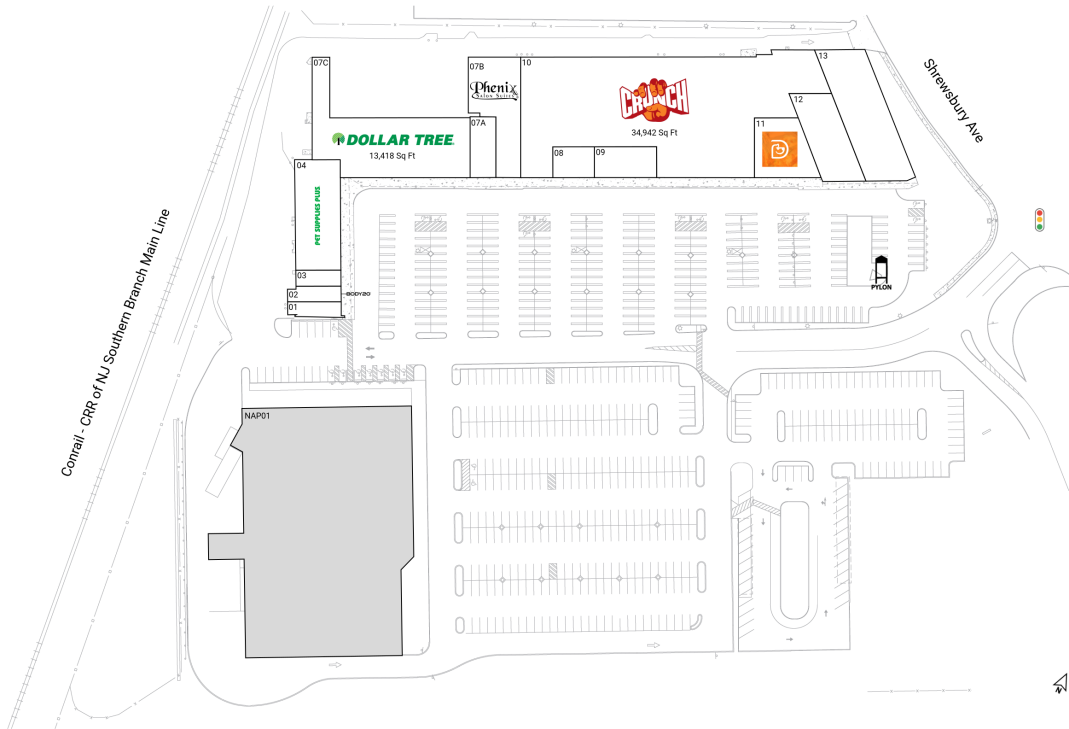 Shrewsbury Ave
Conrail - CRR of NJ Southern Branch Main Line
07C
07B
10
13
Phenix
Salon Suites
CRUNCH
34,942 Sq Ft
12
07A
11
DOLLAR TREE
13,418 Sq Ft
08
09
04
PET SUPPLIES PLUS
03
02
BODY20
01
PYLON
NAP01
N